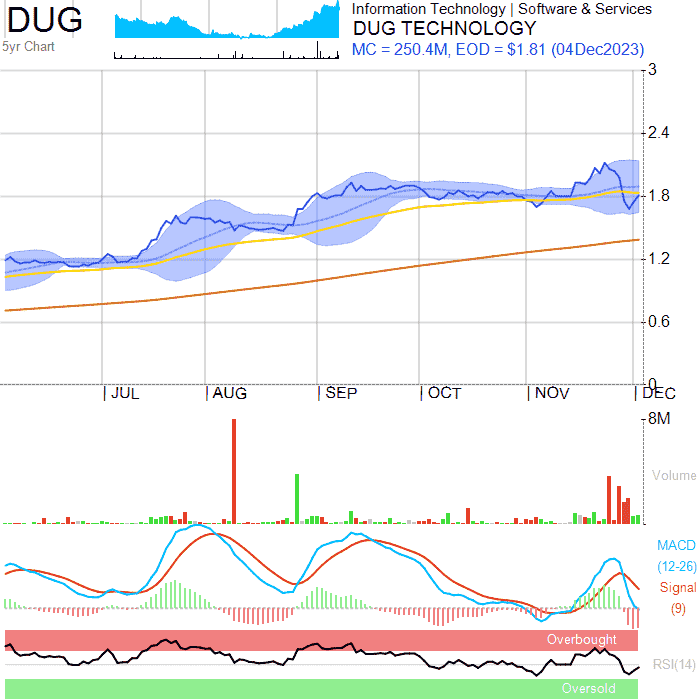 DUG
5yr Chart
Information Technology | Software & Services
DUG TECHNOLOGY
MC = 250.4M, EOD = $1.81 (04Dec2023)
3
2.4
1.8
1.2
0.6
0
JUL
AUG
SEP
OCT
NOV
DEC
8M
Volume
MACD
(12-26)
Signal
(9)
Overbought
RSI(14)
Oversold